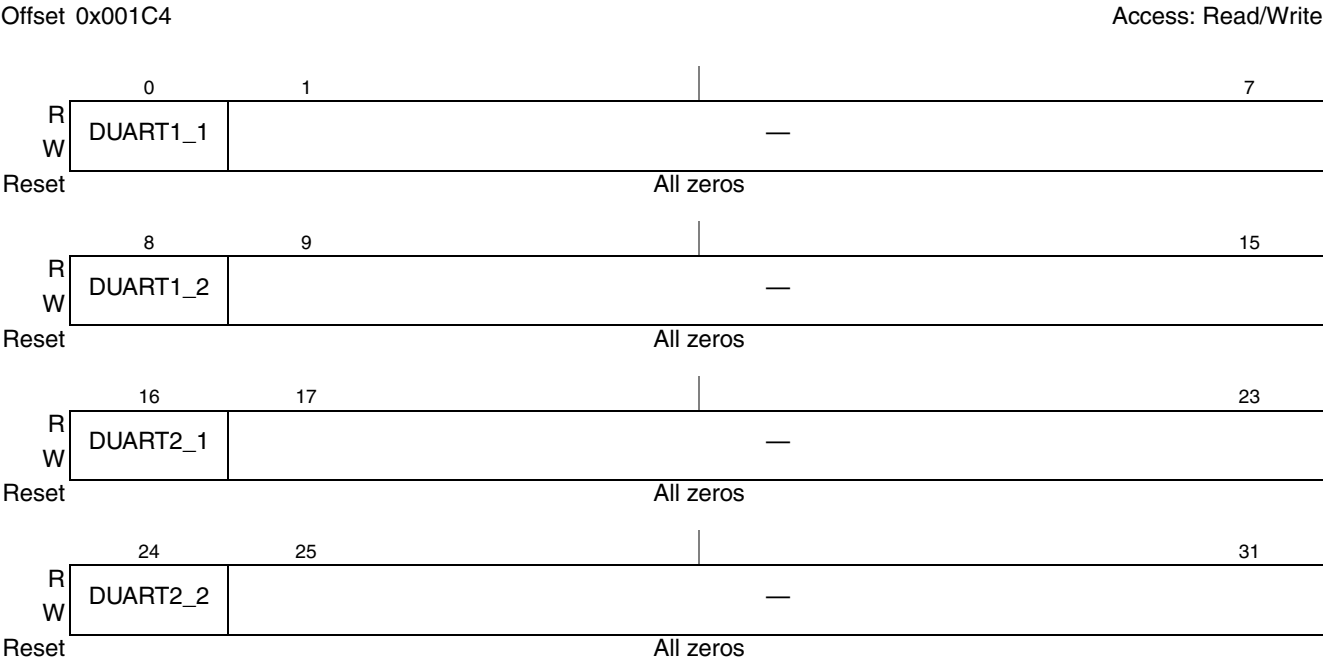 Offset 0x001C4 Access: Read/Write
0 1 7
R
DUART1_1 —
W
Reset All zeros
8 9 15
R
DUART1_2 —
W
Reset All zeros
16 17 23
R
DUART2_1 —
W
Reset All zeros
24 25 31
R
DUART2_2 —
W
Reset All zeros